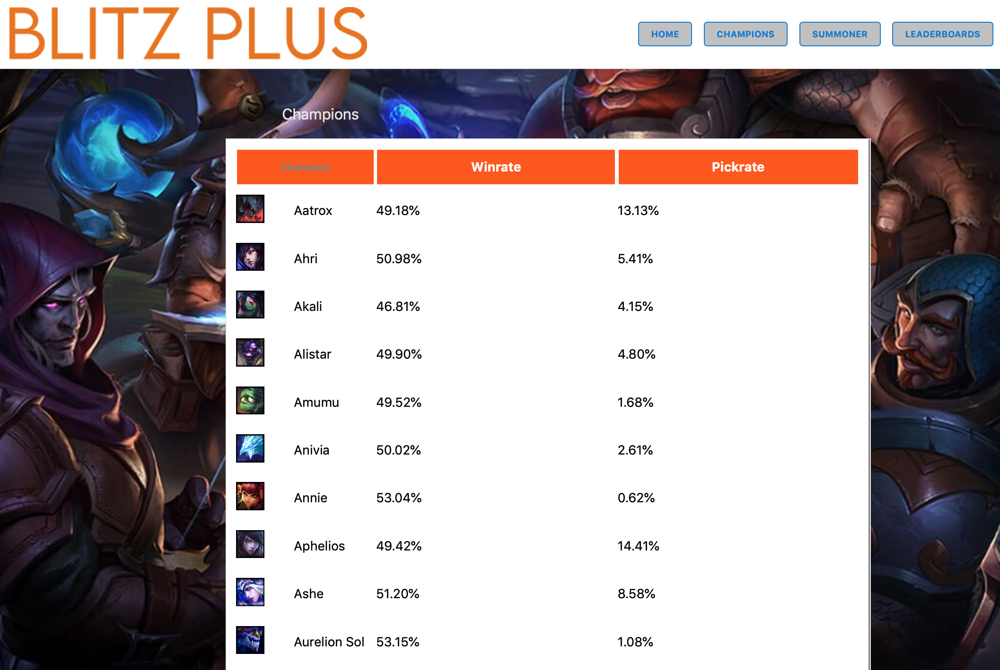 BLITZ PLUS
HOME CHAMPIONS SUMMONER LEADERBOARDS
Champions
Champion Winrate Pickrate
Aatrox 49.18% 13.13%
Ahri 50.98% 5.41%
Akali 46.81% 4.15%
Alistar 49.90% 4.80%
Amumu 49.52% 1.68%
Anivia 50.02% 2.61%
Annie 53.04% 0.62%
Aphelios 49.42% 14.41%
Ashe 51.20% 8.58%
Aurelion Sol 53.15% 1.08%